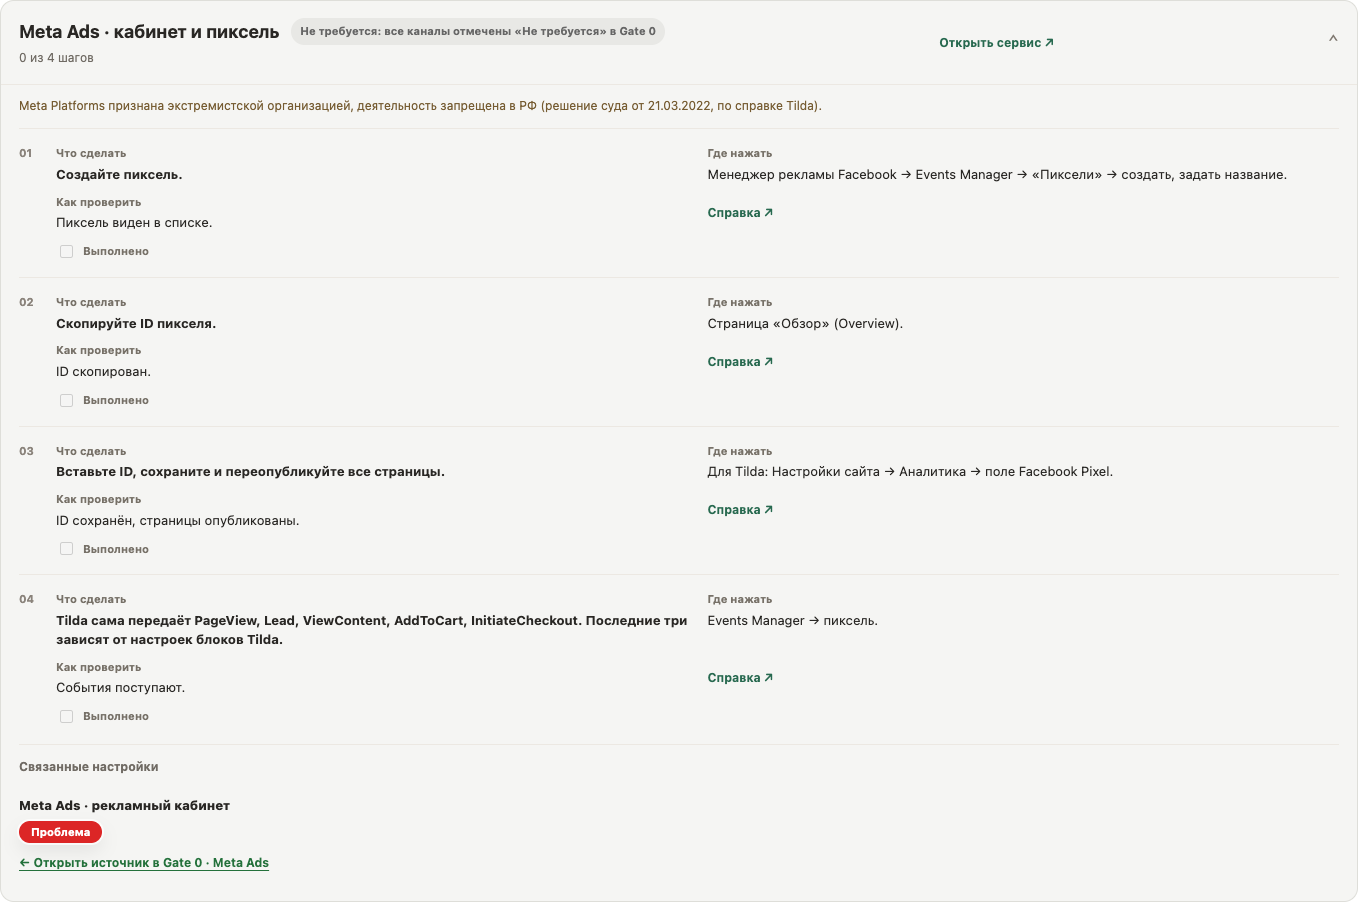 Meta Ads · кабинет и пиксель
Не требуется: все каналы отмечены «Не требуется» в Gate 0
0 из 4 шагов
Открыть сервис ↗
Meta Platforms признана экстремистской организацией, деятельность запрещена в РФ (решение суда от 21.03.2022, по справке Tilda).
01
Что сделать
Создайте пиксель.
Как проверить
Пиксель виден в списке.
Выполнено
Где нажать
Менеджер рекламы Facebook → Events Manager → «Пиксели» → создать, задать название.
Справка ↗
02
Что сделать
Скопируйте ID пикселя.
Как проверить
ID скопирован.
Выполнено
Где нажать
Страница «Обзор» (Overview).
Справка ↗
03
Что сделать
Вставьте ID, сохраните и переопубликуйте все страницы.
Как проверить
ID сохранён, страницы опубликованы.
Выполнено
Где нажать
Для Tilda: Настройки сайта → Аналитика → поле Facebook Pixel.
Справка ↗
04
Что сделать
Tilda сама передаёт PageView, Lead, ViewContent, AddToCart, InitiateCheckout. Последние три
зависят от настроек блоков Tilda.
Как проверить
События поступают.
Выполнено
Где нажать
Events Manager → пиксель.
Справка ↗
Связанные настройки
Meta Ads · рекламный кабинет
Проблема
← Открыть источник в Gate 0 · Meta Ads